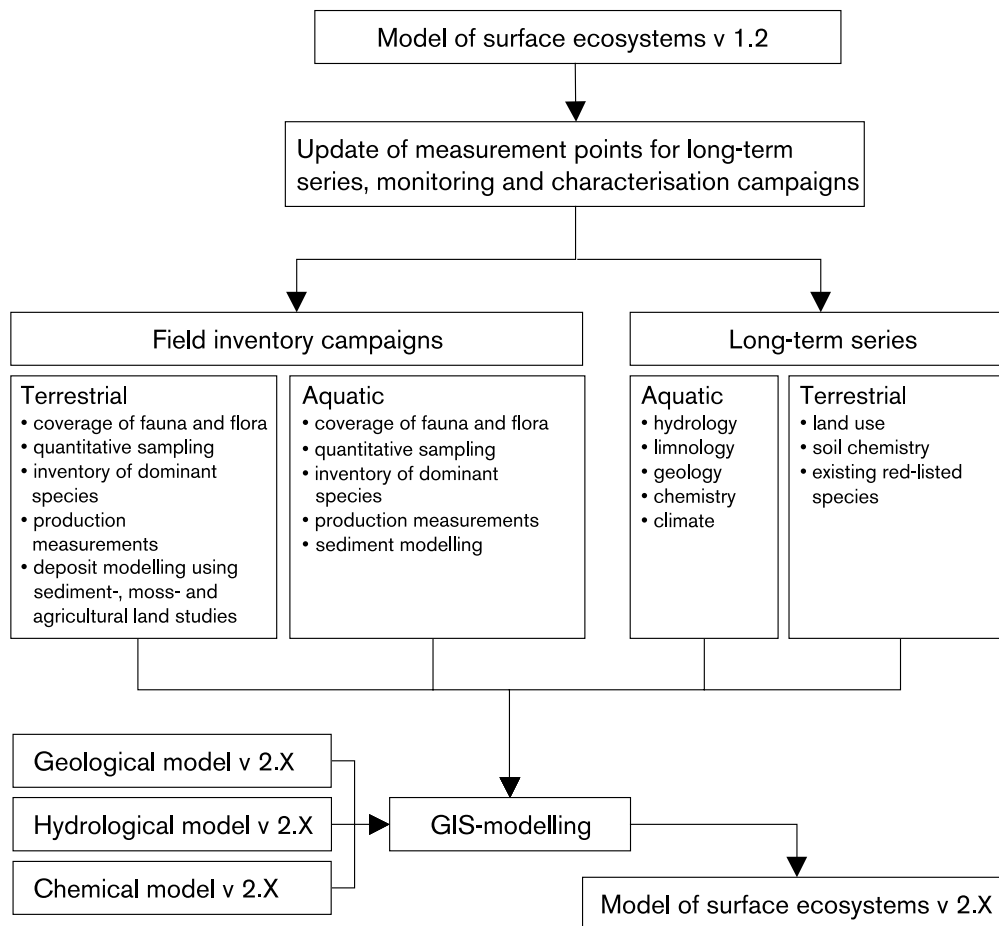 Model of surface ecosystems v 1.2
Update of measurement points for long-term
series, monitoring and characterisation campaigns
Field inventory campaigns
Terrestrial
• coverage of fauna and flora
• quantitative sampling
• inventory of dominant
species
• production
measurements
• deposit modelling using
sediment-, moss- and
agricultural land studies
Aquatic
• coverage of fauna and flora
• quantitative sampling
• inventory of dominant
species
• production measurements
• sediment modelling
Long-term series
Aquatic
• hydrology
• limnology
• geology
• chemistry
• climate
Terrestrial
• land use
• soil chemistry
• existing red-listed
species
Geological model v 2.X
Hydrological model v 2.X
Chemical model v 2.X
GIS-modelling
Model of surface ecosystems v 2.X